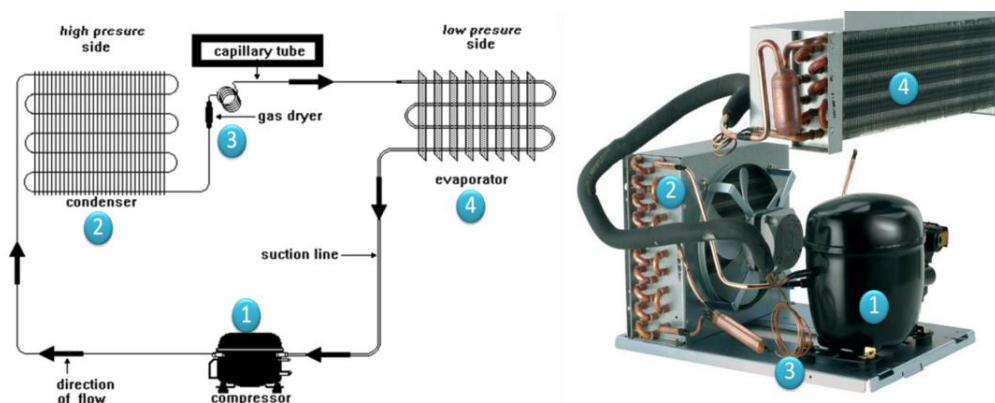 high presure
side
capillary tube
low presure
side
gas dryer
3
condenser
2
evaporator
4
suction line
1
compressor
direction
of flow
4
2
1
3